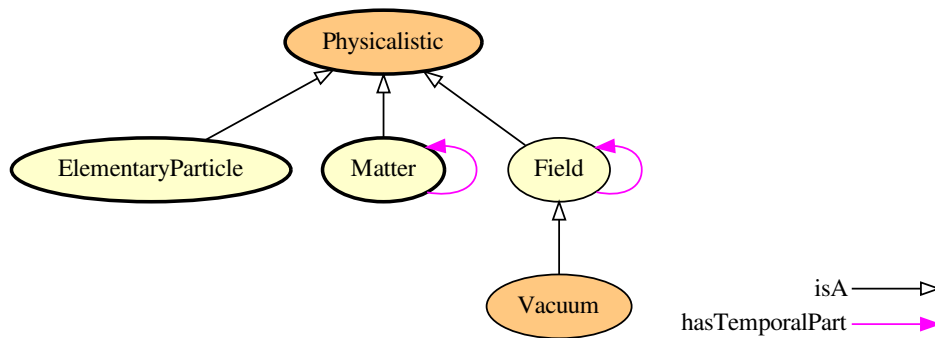 Physicalistic
ElementaryParticle
Matter
Field
Vacuum
isA
hasTemporalPart